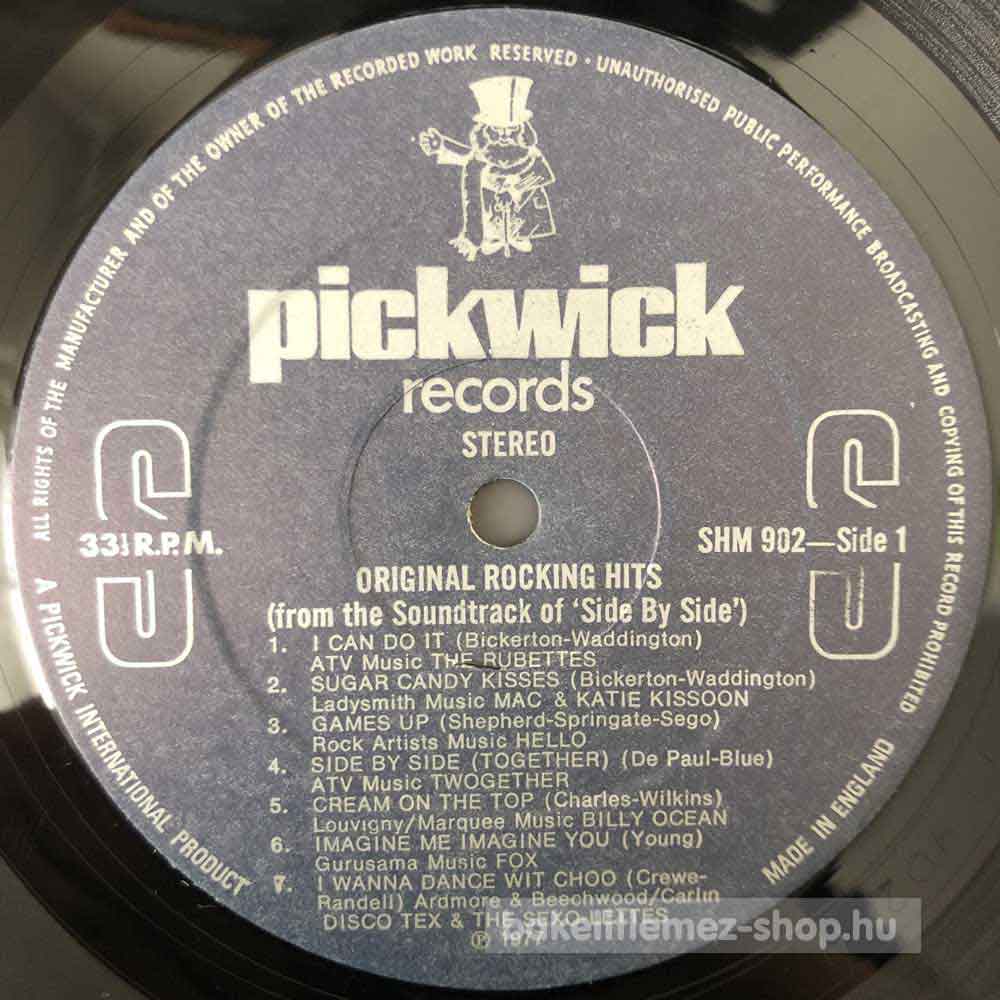 ALL RIGHTS OF THE MANUFACTURER AND OF THE OWNER OF THE RECORDED WORK RESERVED · UNAUTHORISED PUBLIC PERFORMANCE BROADCASTING AND COPYING OF THIS RECORD PROHIBITED
pickwick
records
STEREO
33⅓ R.P.M.
SHM 902—Side 1
ORIGINAL ROCKING HITS
(from the Soundtrack of 'Side By Side')
1. I CAN DO IT (Bickerton-Waddington)
ATV Music THE RUBETTES
2. SUGAR CANDY KISSES (Bickerton-Waddington)
Ladysmith Music MAC & KATIE KISSOON
3. GAMES UP (Shepherd-Springate-Sego)
Rock Artists Music HELLO
4. SIDE BY SIDE (TOGETHER) (De Paul-Blue)
ATV Music TWOGETHER
5. CREAM ON THE TOP (Charles-Wilkins)
Louvigny/Marquee Music BILLY OCEAN
6. IMAGINE ME IMAGINE YOU (Young)
Gurusama Music FOX
7. I WANNA DANCE WIT CHOO (Crewe-
Randell) Ardmore & Beechwood/Carlin
DISCO TEX & THE SEXO-LETTES
℗ 1977
A PICKWICK INTERNATIONAL PRODUCT
MADE IN ENGLAND
bakelitlemez-shop.hu